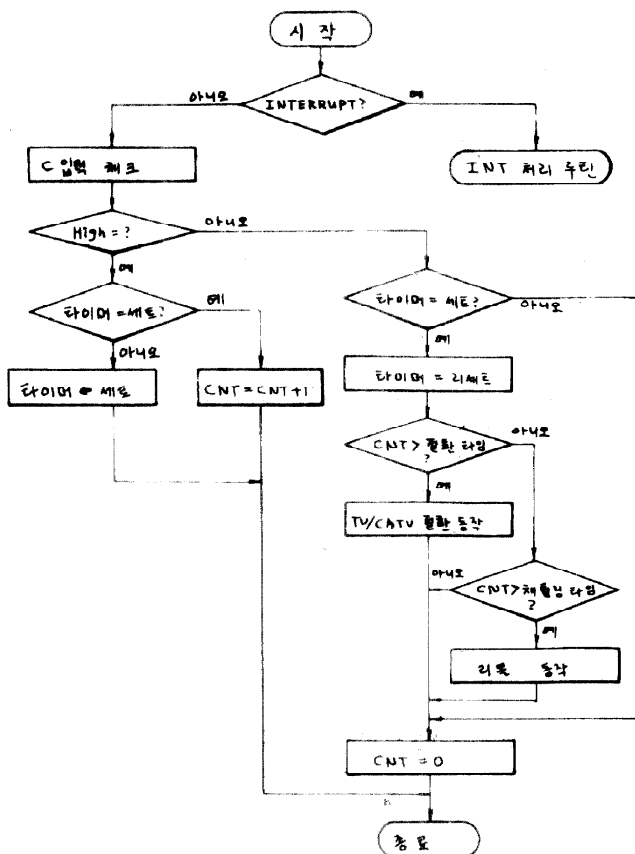 시 작
INTERRUPT?
아니오
예
C 입력 체크
INT 처리 루틴
High = ?
아니오
예
타이머 = 세트?
예
타이머 = 세트?
아니오
아니오
예
타이머 = 세트
CNT = CNT+1
타이머 = 리세트
CNT > 절환 타임
?
아니오
예
TV/CATV 절환 동작
아니오
CNT > 채틀링 타임
?
예
동작
CNT = 0
종 료